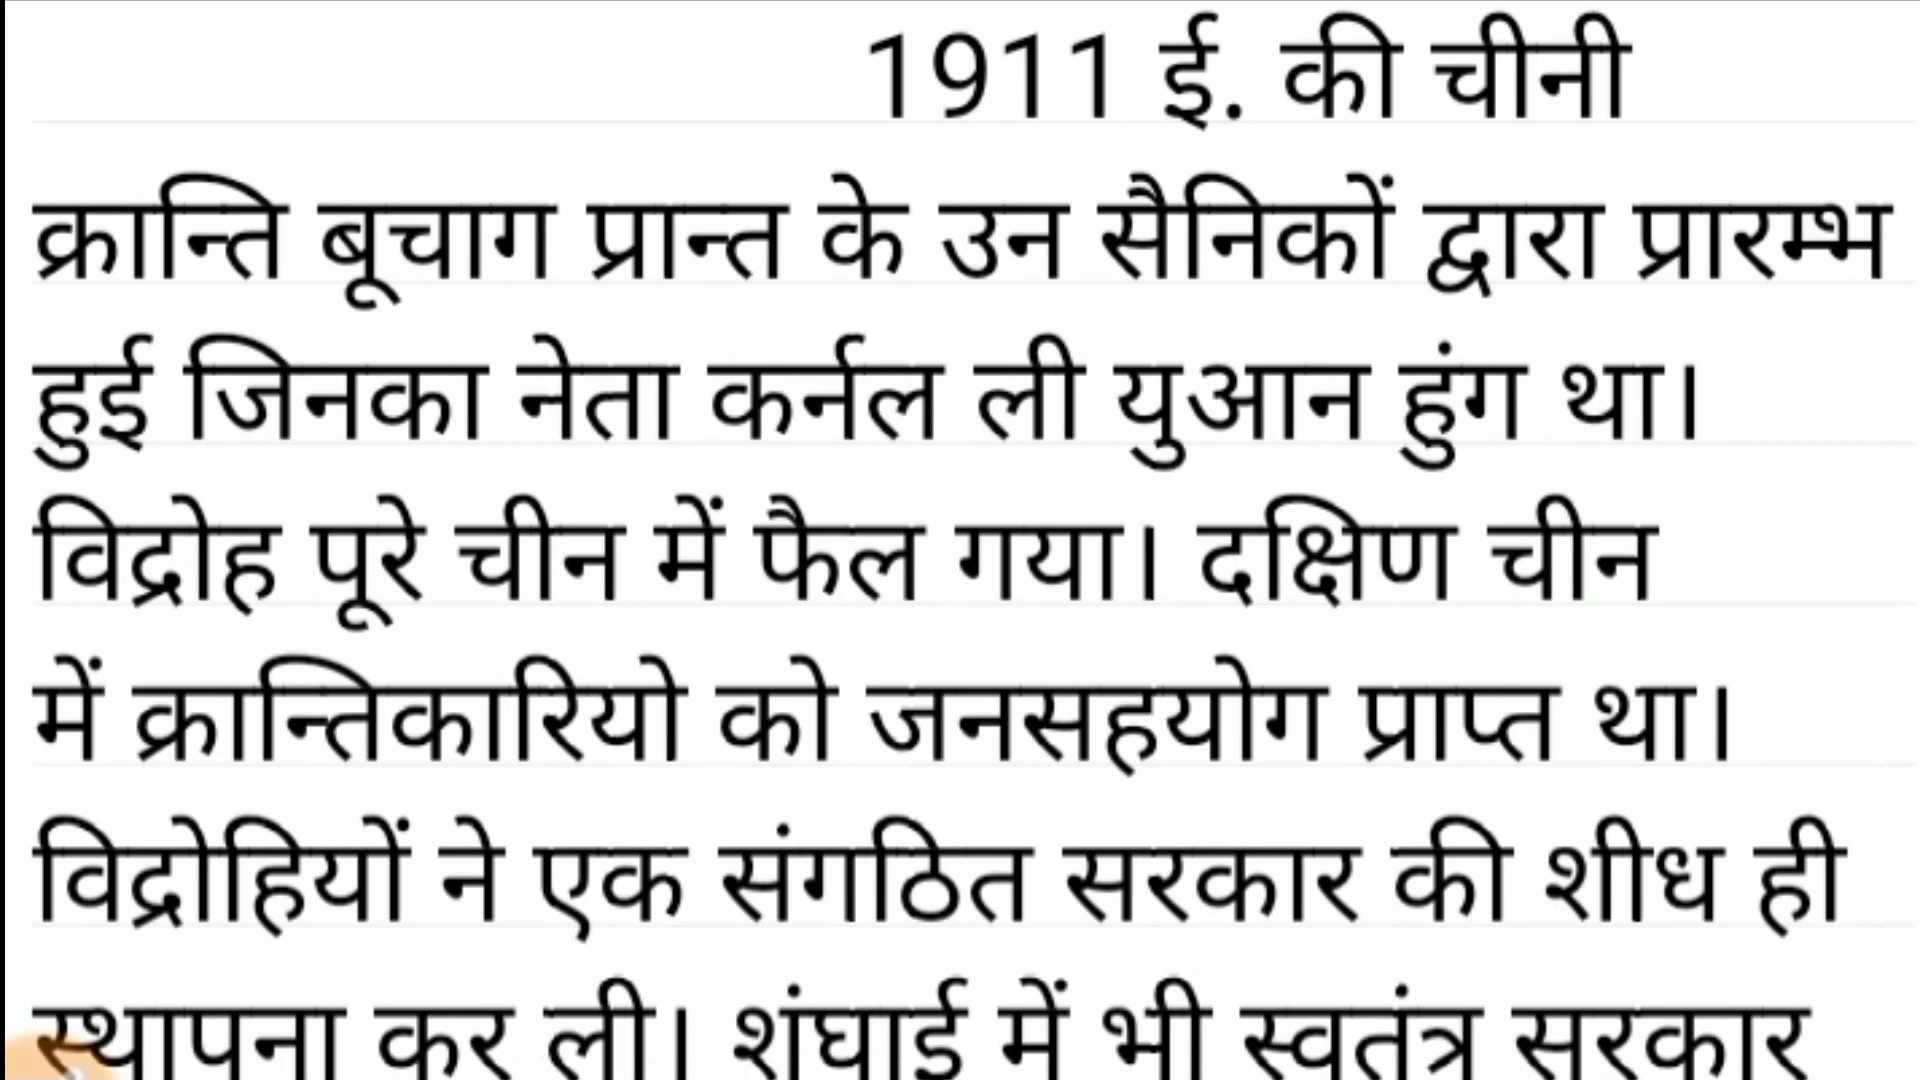 1911 ई. की चीनी
क्रान्ति बूचाग प्रान्त के उन सैनिकों द्वारा प्रारम्भ
हुई जिनका नेता कर्नल ली युआन हुंग था।
विद्रोह पूरे चीन में फैल गया। दक्षिण चीन
में क्रान्तिकारियो को जनसहयोग प्राप्त था।
विद्रोहियों ने एक संगठित सरकार की शीध ही
स्थापना कर ली। शंघाई में भी स्वतंत्र सरकार